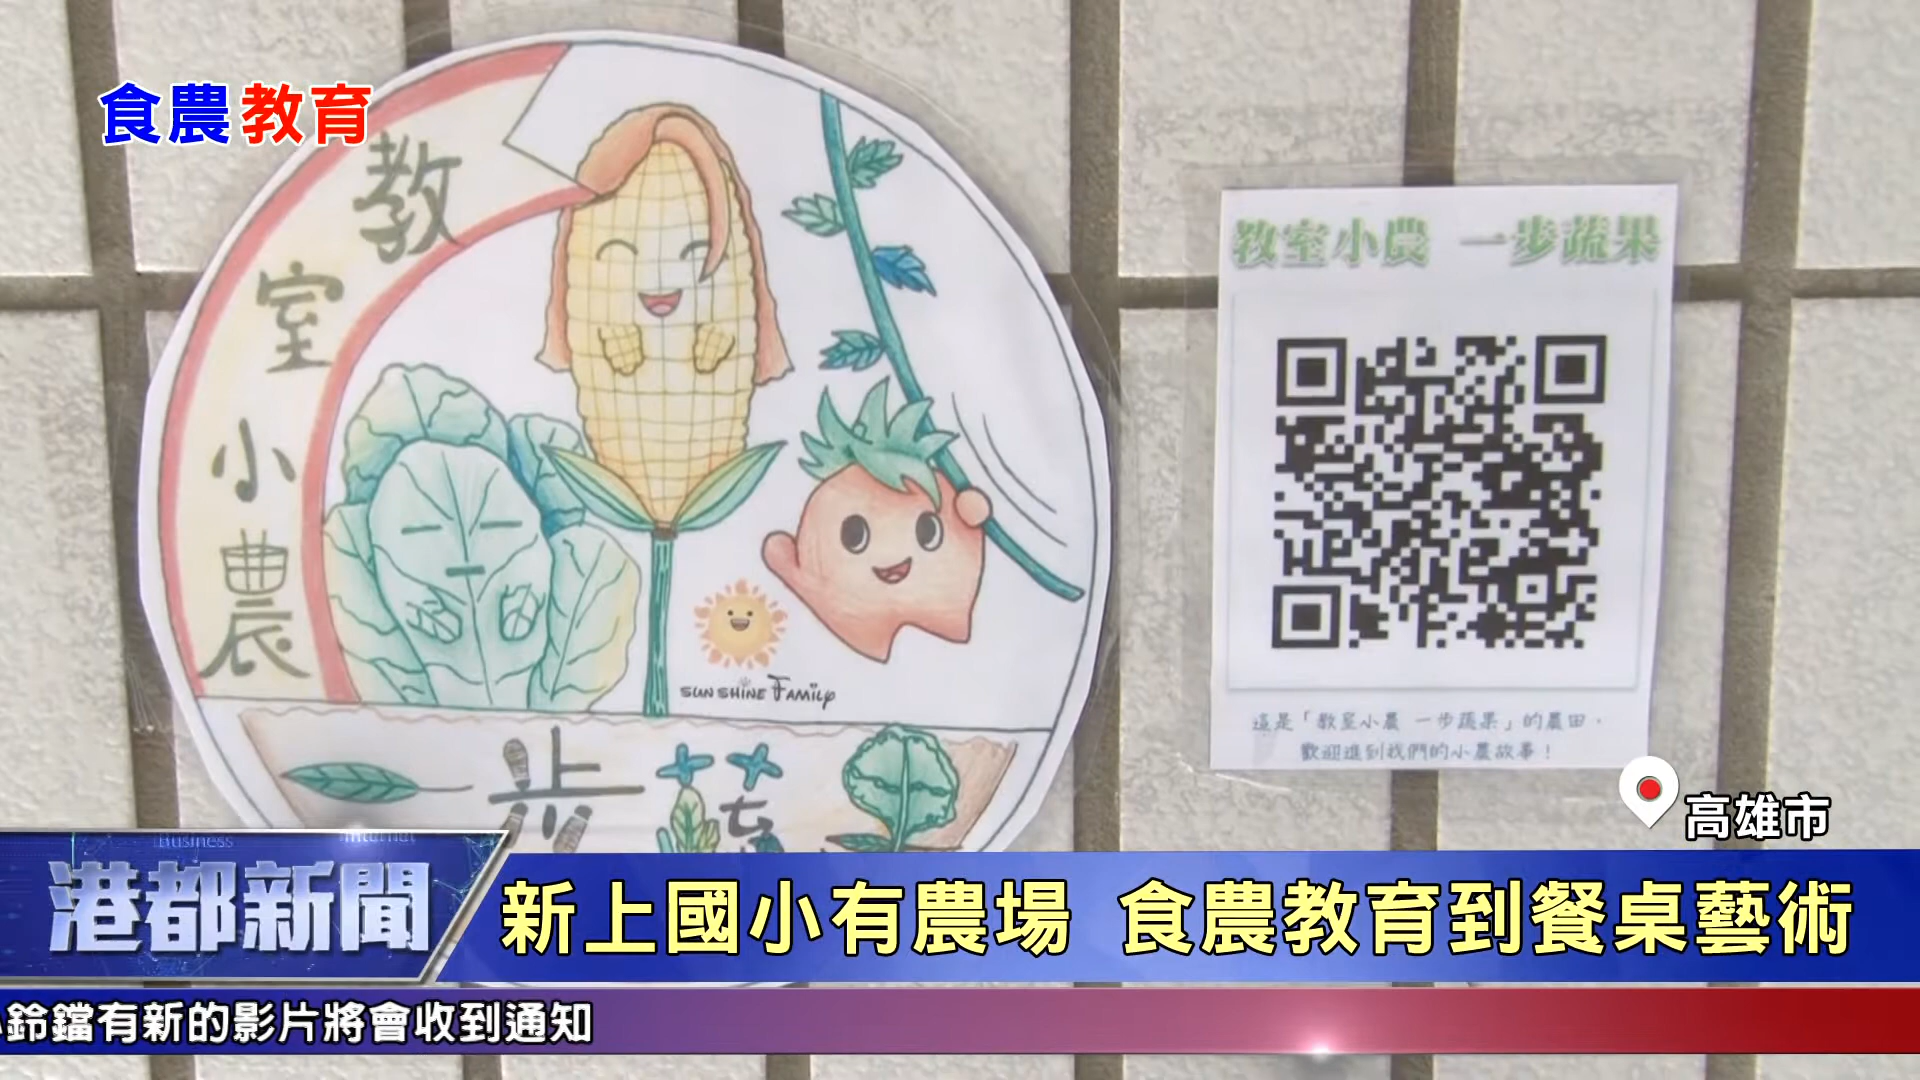 食農教育
教室小農
SUNSHINE FAMILY
一步蔬
教室小農 一步蔬果
這是「教室小農 一步蔬果」的農田，
歡迎進到我們的小農故事！
高雄市
Business
Internet
港都新聞
新上國小有農場 食農教育到餐桌藝術
鈴鐺有新的影片將會收到通知